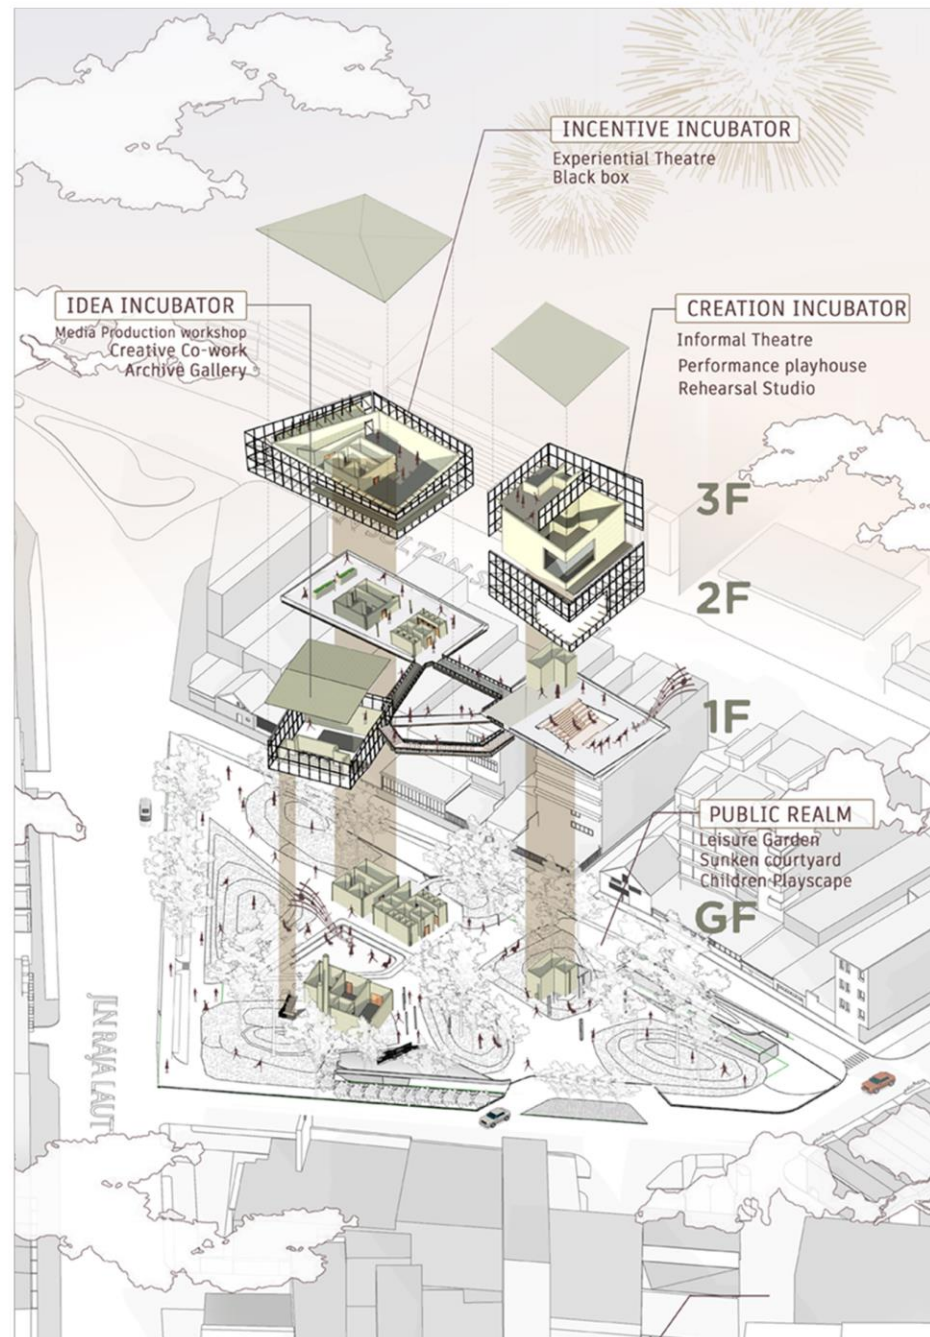 INCENTIVE INCUBATOR
Experiential Theatre
Black box
IDEA INCUBATOR
Media Production workshop
Creative Co-work
Archive Gallery
CREATION INCUBATOR
Informal Theatre
Performance playhouse
Rehearsal Studio
3F
2F
1F
PUBLIC REALM
Leisure Garden
Sunken courtyard
Children Playscape
GF
JLN RAJA LAUT